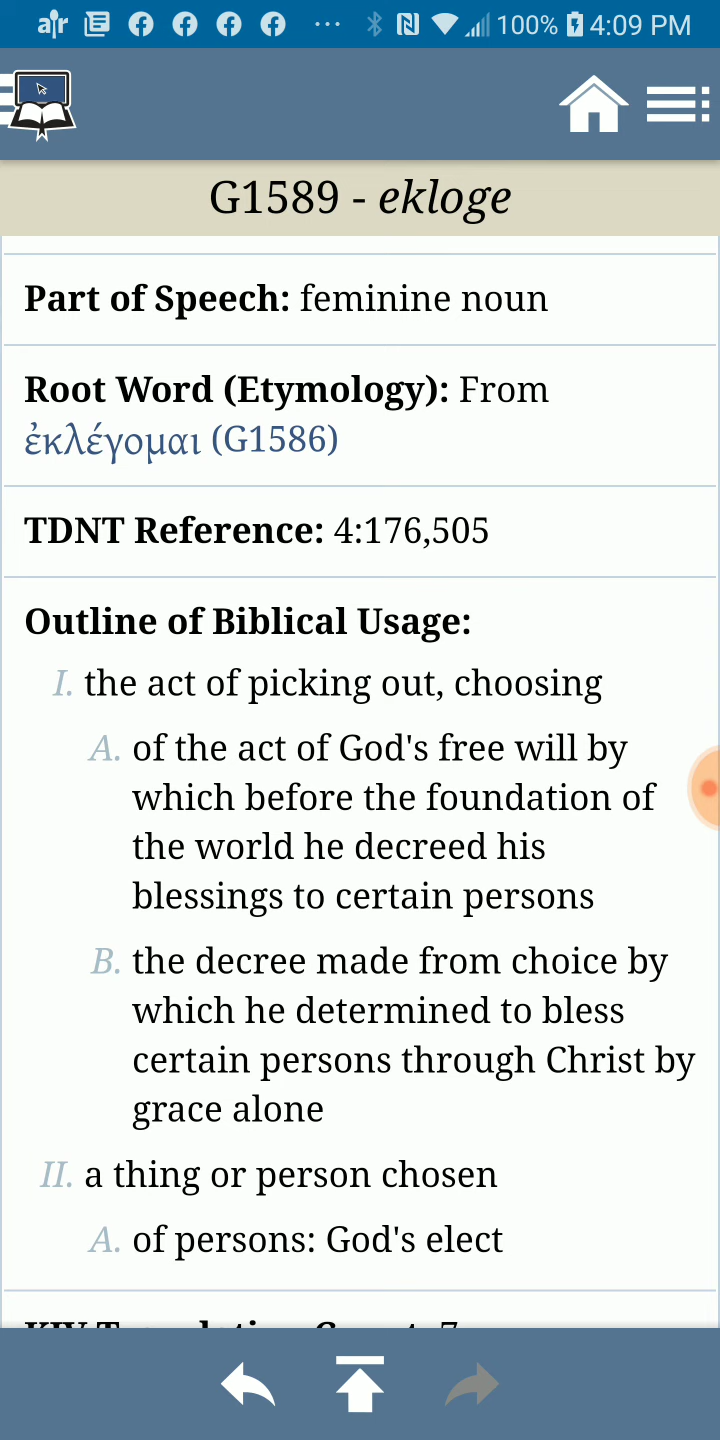 100% 4:09 PM
G1589 - ekloge
Part of Speech: feminine noun
Root Word (Etymology): From
ἐκλέγομαι (G1586)
TDNT Reference: 4:176,505
Outline of Biblical Usage:
I. the act of picking out, choosing
A. of the act of God's free will by
which before the foundation of
the world he decreed his
blessings to certain persons
B. the decree made from choice by
which he determined to bless
certain persons through Christ by
grace alone
II. a thing or person chosen
A. of persons: God's elect